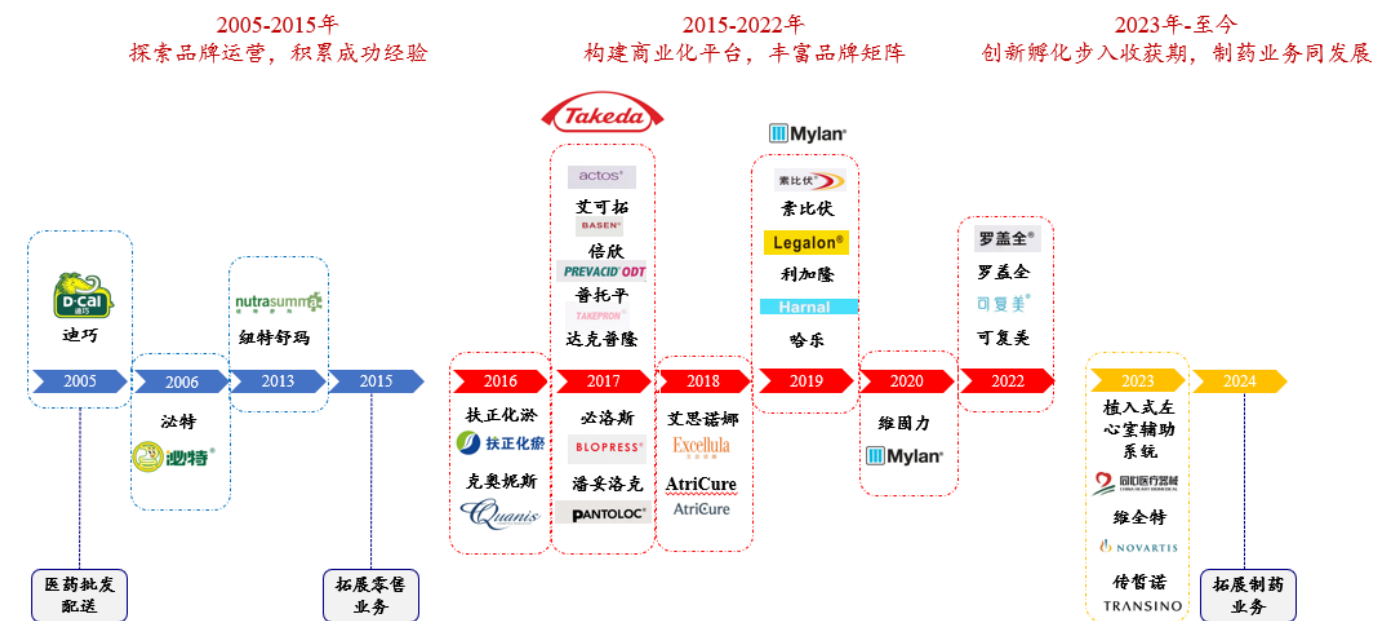 2005-2015年
探索品牌运营，积累成功经验
2015-2022年
构建商业化平台，丰富品牌矩阵
2023年-至今
创新孵化步入收获期，制药业务同发展
D-Cal
迪巧
迪巧
2005
医药批发
配送
2006
泌特
泌特®
nutrasumma
纽特舒玛
2013
2015
拓展零售
业务
2016
扶正化淤
扶正化瘀
克奥妮斯
Quanis
Takeda
actos®
艾可拓
BASEN®
倍欣
PREVACID ODT
普托平
TAKEPRON®
达克普隆
2017
必洛斯
BLOPRESS®
潘妥洛克
PANTOLOC®
2018
艾思诺娜
Excellula
AtriCure
AtriCure
Mylan®
素比伏®
素比伏
Legalon®
利加隆
Harnal
哈乐
2019
2020
维固力
Mylan®
罗盖全®
罗盖全
可复美®
可复美
2022
2023
植入式左
心室辅助
系统
同心医疗器械
维全特
NOVARTIS
传皙诺
TRANSINO
2024
拓展制药
业务